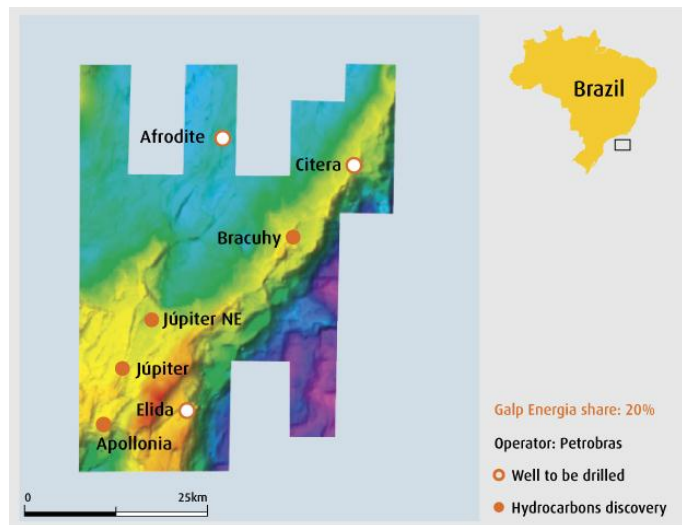 Brazil
Afrodite
Citera
Bracuhy
Júpiter NE
Júpiter
Elida
Apollonia
Galp Energia share: 20%
Operator: Petrobras
Well to be drilled
Hydrocarbons discovery
0 25km